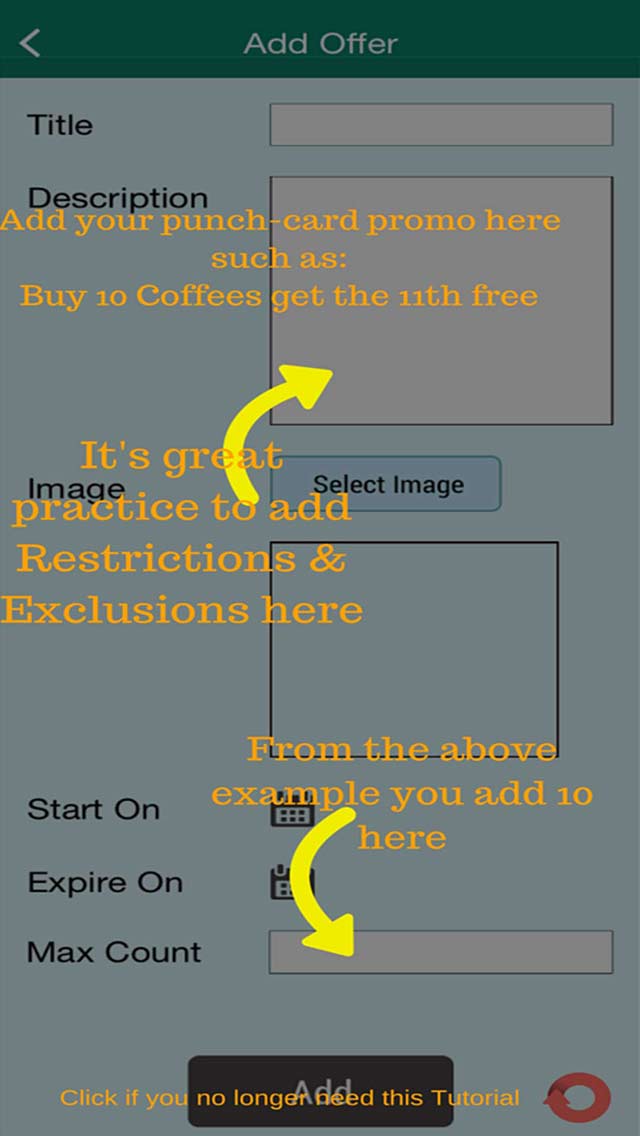 Add Offer
Title
Description
Add your punch-card promo here
such as:
Buy 10 Coffees get the 11th free
It's great
Image
Select Image
practice to add
Restrictions &
Exclusions here
From the above
example you add 10
Start On
here
Expire On
Max Count
Add
Click if you no longer need this Tutorial